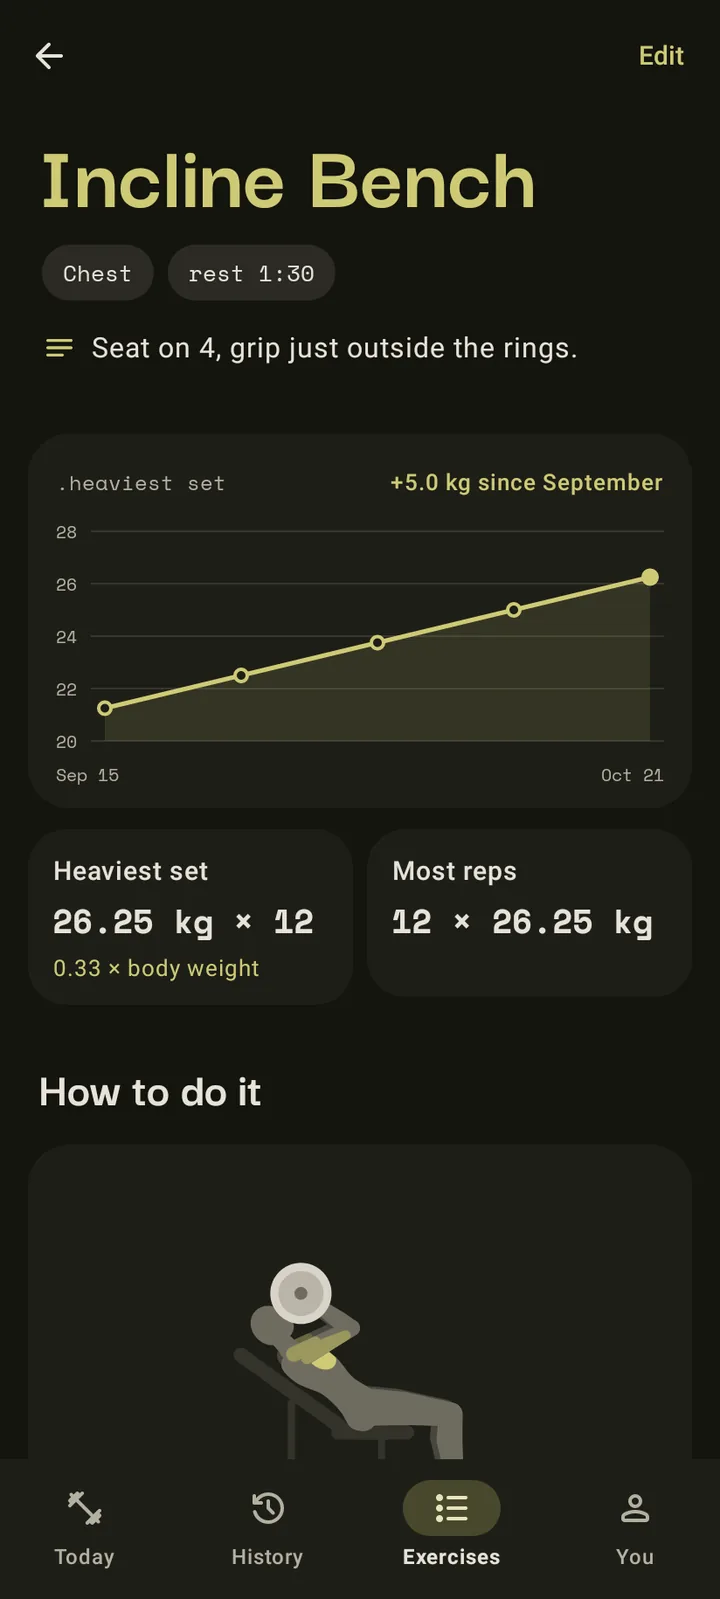 Edit
Incline Bench
Chest
rest 1:30
Seat on 4, grip just outside the rings.
.heaviest set
+5.0 kg since September
28
26
24
22
20
Sep 15
Oct 21
Heaviest set
26.25 kg × 12
0.33 × body weight
Most reps
12 × 26.25 kg
How to do it
Today
History
Exercises
You